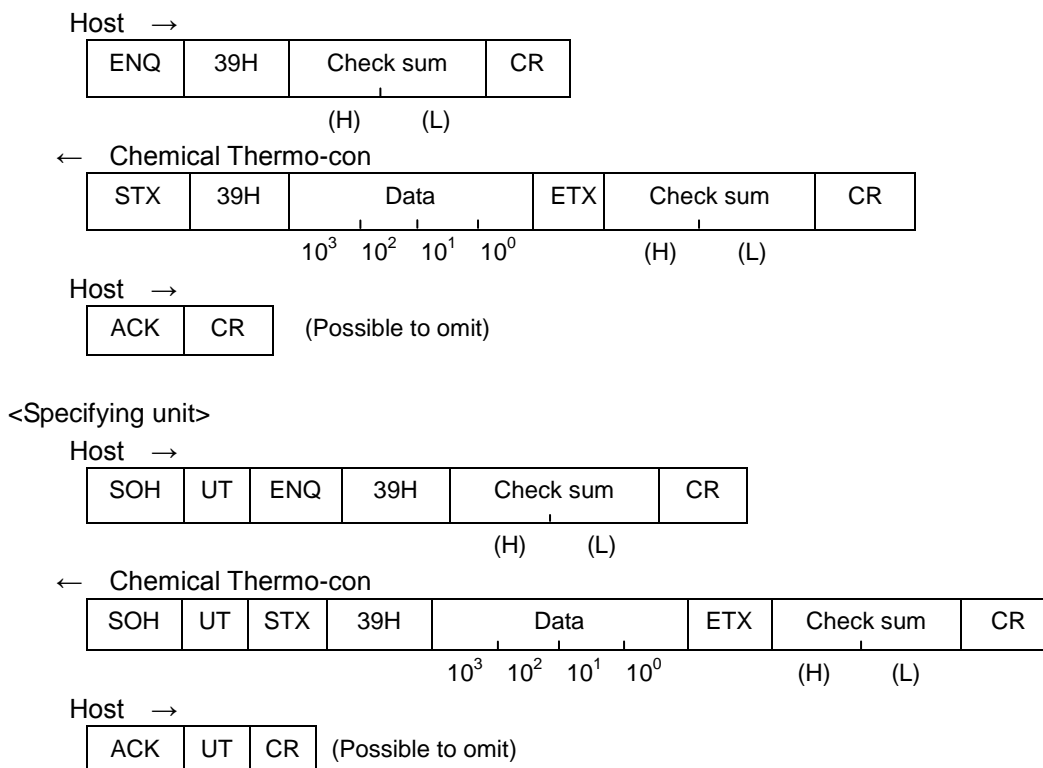 Host →
ENQ 39H Check sum CR
(H) (L)
← Chemical Thermo-con
STX 39H Data ETX Check sum CR
10³ 10² 10¹ 10⁰ (H) (L)
Host →
ACK CR (Possible to omit)
<Specifying unit>
Host →
SOH UT ENQ 39H Check sum CR
(H) (L)
← Chemical Thermo-con
SOH UT STX 39H Data ETX Check sum CR
10³ 10² 10¹ 10⁰ (H) (L)
Host →
ACK UT CR (Possible to omit)